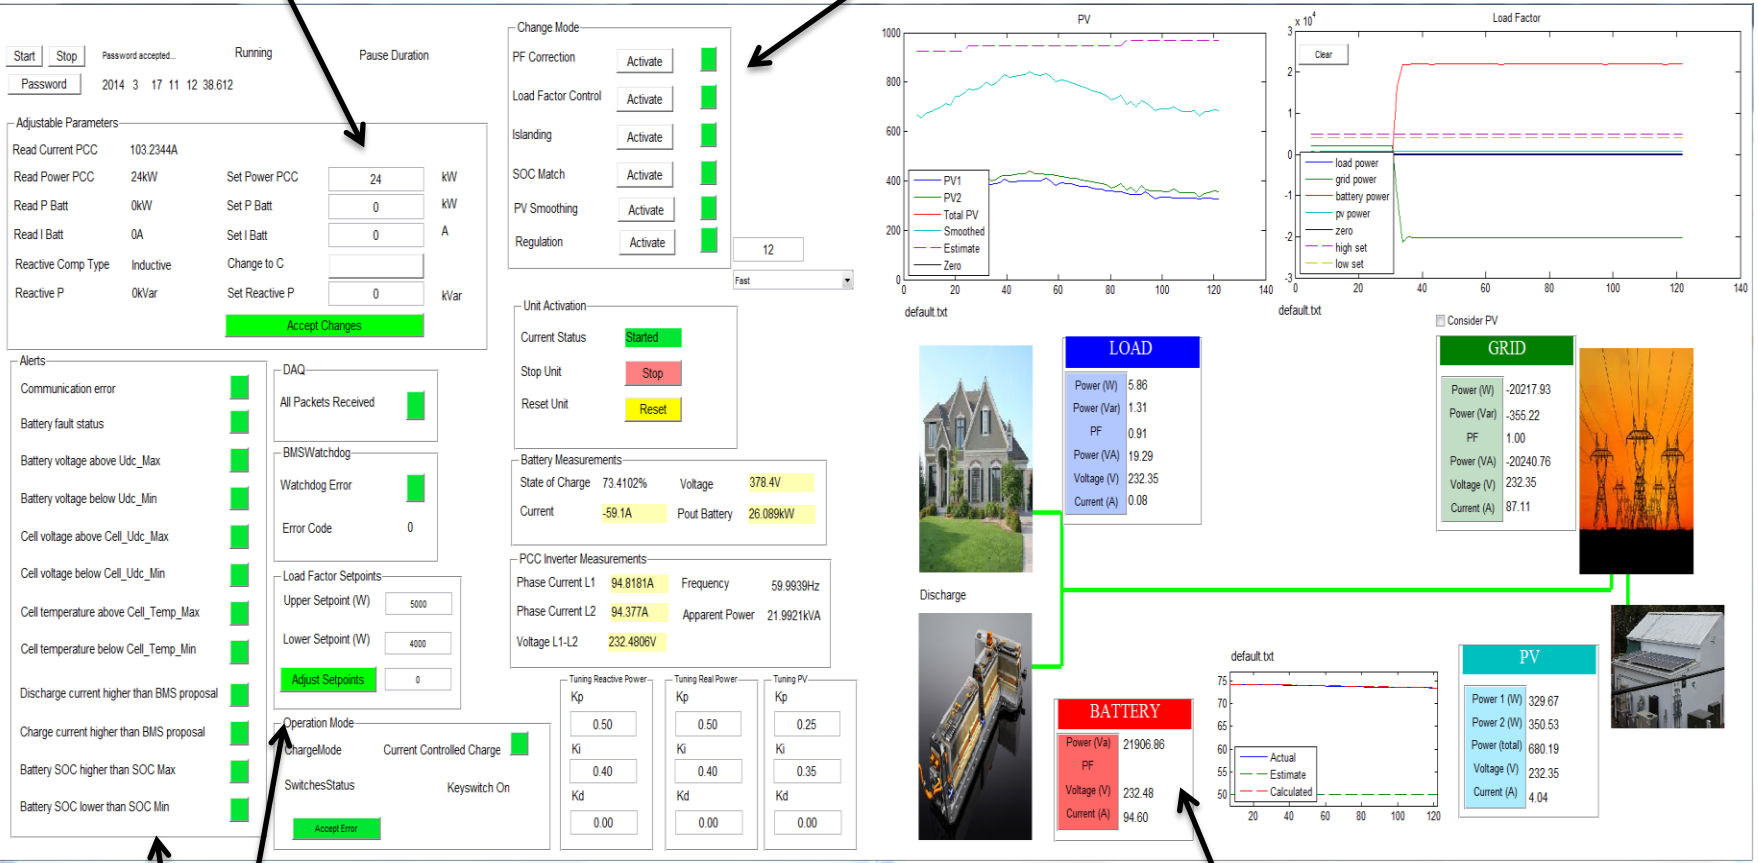 Start Stop Password accepted... Running Pause Duration
Password 2014 3 17 11 12 38.612
Adjustable Parameters
Read Current PCC 103.2344A
Read Power PCC 24kW Set Power PCC 24 kW
Read P Batt 0kW Set P Batt 0 kW
Read I Batt 0A Set I Batt 0 A
Reactive Comp Type Inductive Change to C
Reactive P 0kVar Set Reactive P 0 kVar
Accept Changes
Alerts
Communication error
Battery fault status
Battery voltage above Udc_Max
Battery voltage below Udc_Min
Cell voltage above Cell_Udc_Max
Cell voltage below Cell_Udc_Min
Cell temperature above Cell_Temp_Max
Cell temperature below Cell_Temp_Min
Discharge current higher than BMS proposal
Charge current higher than BMS proposal
Battery SOC higher than SOC Max
Battery SOC lower than SOC Min
DAQ
All Packets Received
BMSWatchdog
Watchdog Error
Error Code 0
Load Factor Setpoints
Upper Setpoint (W) 5000
Lower Setpoint (W) 4000
Adjust Setpoints 0
Operation Mode
ChargeMode Current Controlled Charge
SwitchesStatus Keyswitch On
Accept Error
Change Mode
PF Correction Activate
Load Factor Control Activate
Islanding Activate
SOC Match Activate
PV Smoothing Activate
Regulation Activate
12
Fast
Unit Activation
Current Status Started
Stop Unit Stop
Reset Unit Reset
Battery Measurements
State of Charge 73.4102% Voltage 378.4V
Current -59.1A Pout Battery 26.089kW
PCC Inverter Measurements
Phase Current L1 94.8181A Frequency 59.9939Hz
Phase Current L2 94.377A Apparent Power 21.9921kVA
Voltage L1-L2 232.4806V
Tuning Reactive Power Tuning Real Power Tuning PV
Kp Kp Kp
0.50 0.50 0.25
Ki Ki Ki
0.40 0.40 0.35
Kd Kd Kd
0.00 0.00 0.00
PV
1000
800
600
400
200
0
0 20 40 60 80 100 120 140
PV1
PV2
Total PV
Smoothed
Estimate
Zero
default.txt
Load Factor
x 10^4
Clear
3
2
1
0
-1
-2
-3
0 20 40 60 80 100 120 140
load power
grid power
battery power
pv power
zero
high set
low set
default.txt
Consider PV
LOAD
Power (W) 5.86
Power (Var) 1.31
PF 0.91
Power (VA) 19.29
Voltage (V) 232.35
Current (A) 0.08
GRID
Power (W) -20217.93
Power (Var) -355.22
PF 1.00
Power (VA) -20240.76
Voltage (V) 232.35
Current (A) 87.11
Discharge
BATTERY
Power (Va) 21906.86
PF
Voltage (V) 232.48
Current (A) 94.60
default.txt
75
70
65
60
55
50
20 40 60 80 100 120
Actual
Estimate
Calculated
PV
Power 1 (W) 329.67
Power 2 (W) 350.53
Power (total) 680.19
Voltage (V) 232.35
Current (A) 4.04